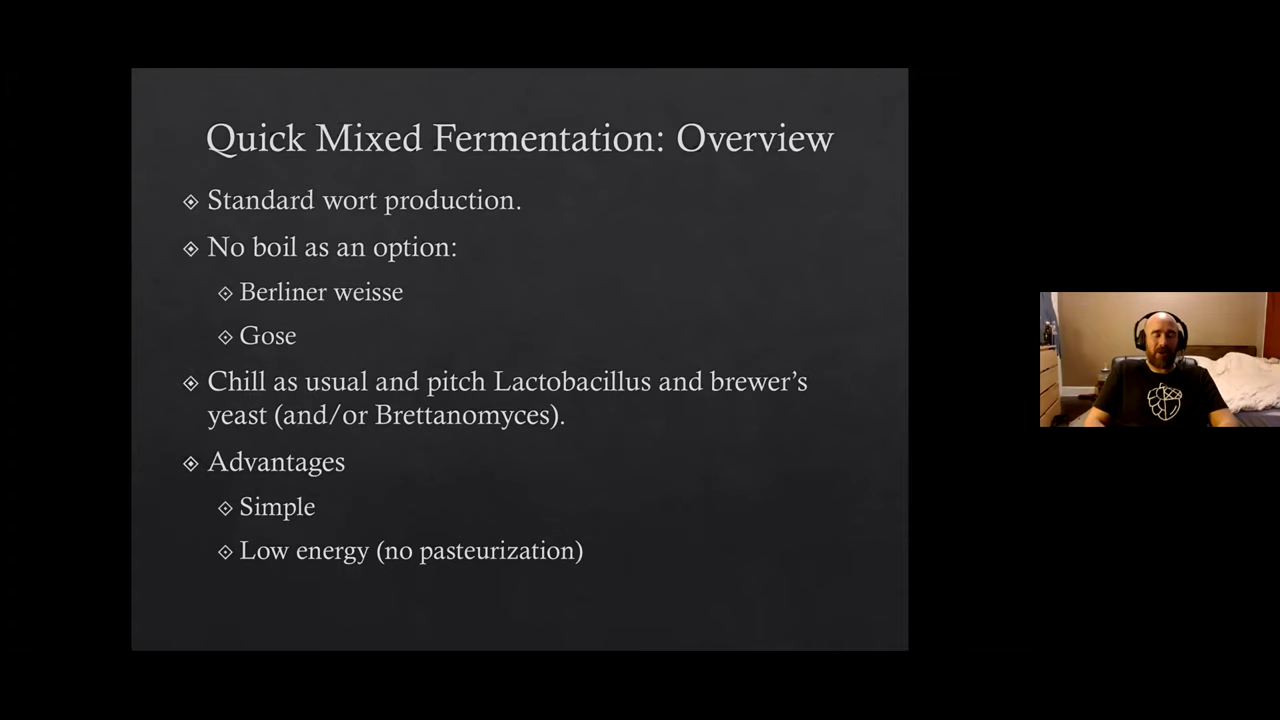 Quick Mixed Fermentation: Overview
Standard wort production.
No boil as an option:
Berliner weisse
Gose
Chill as usual and pitch Lactobacillus and brewer's
yeast (and/or Brettanomyces).
Advantages
Simple
Low energy (no pasteurization)